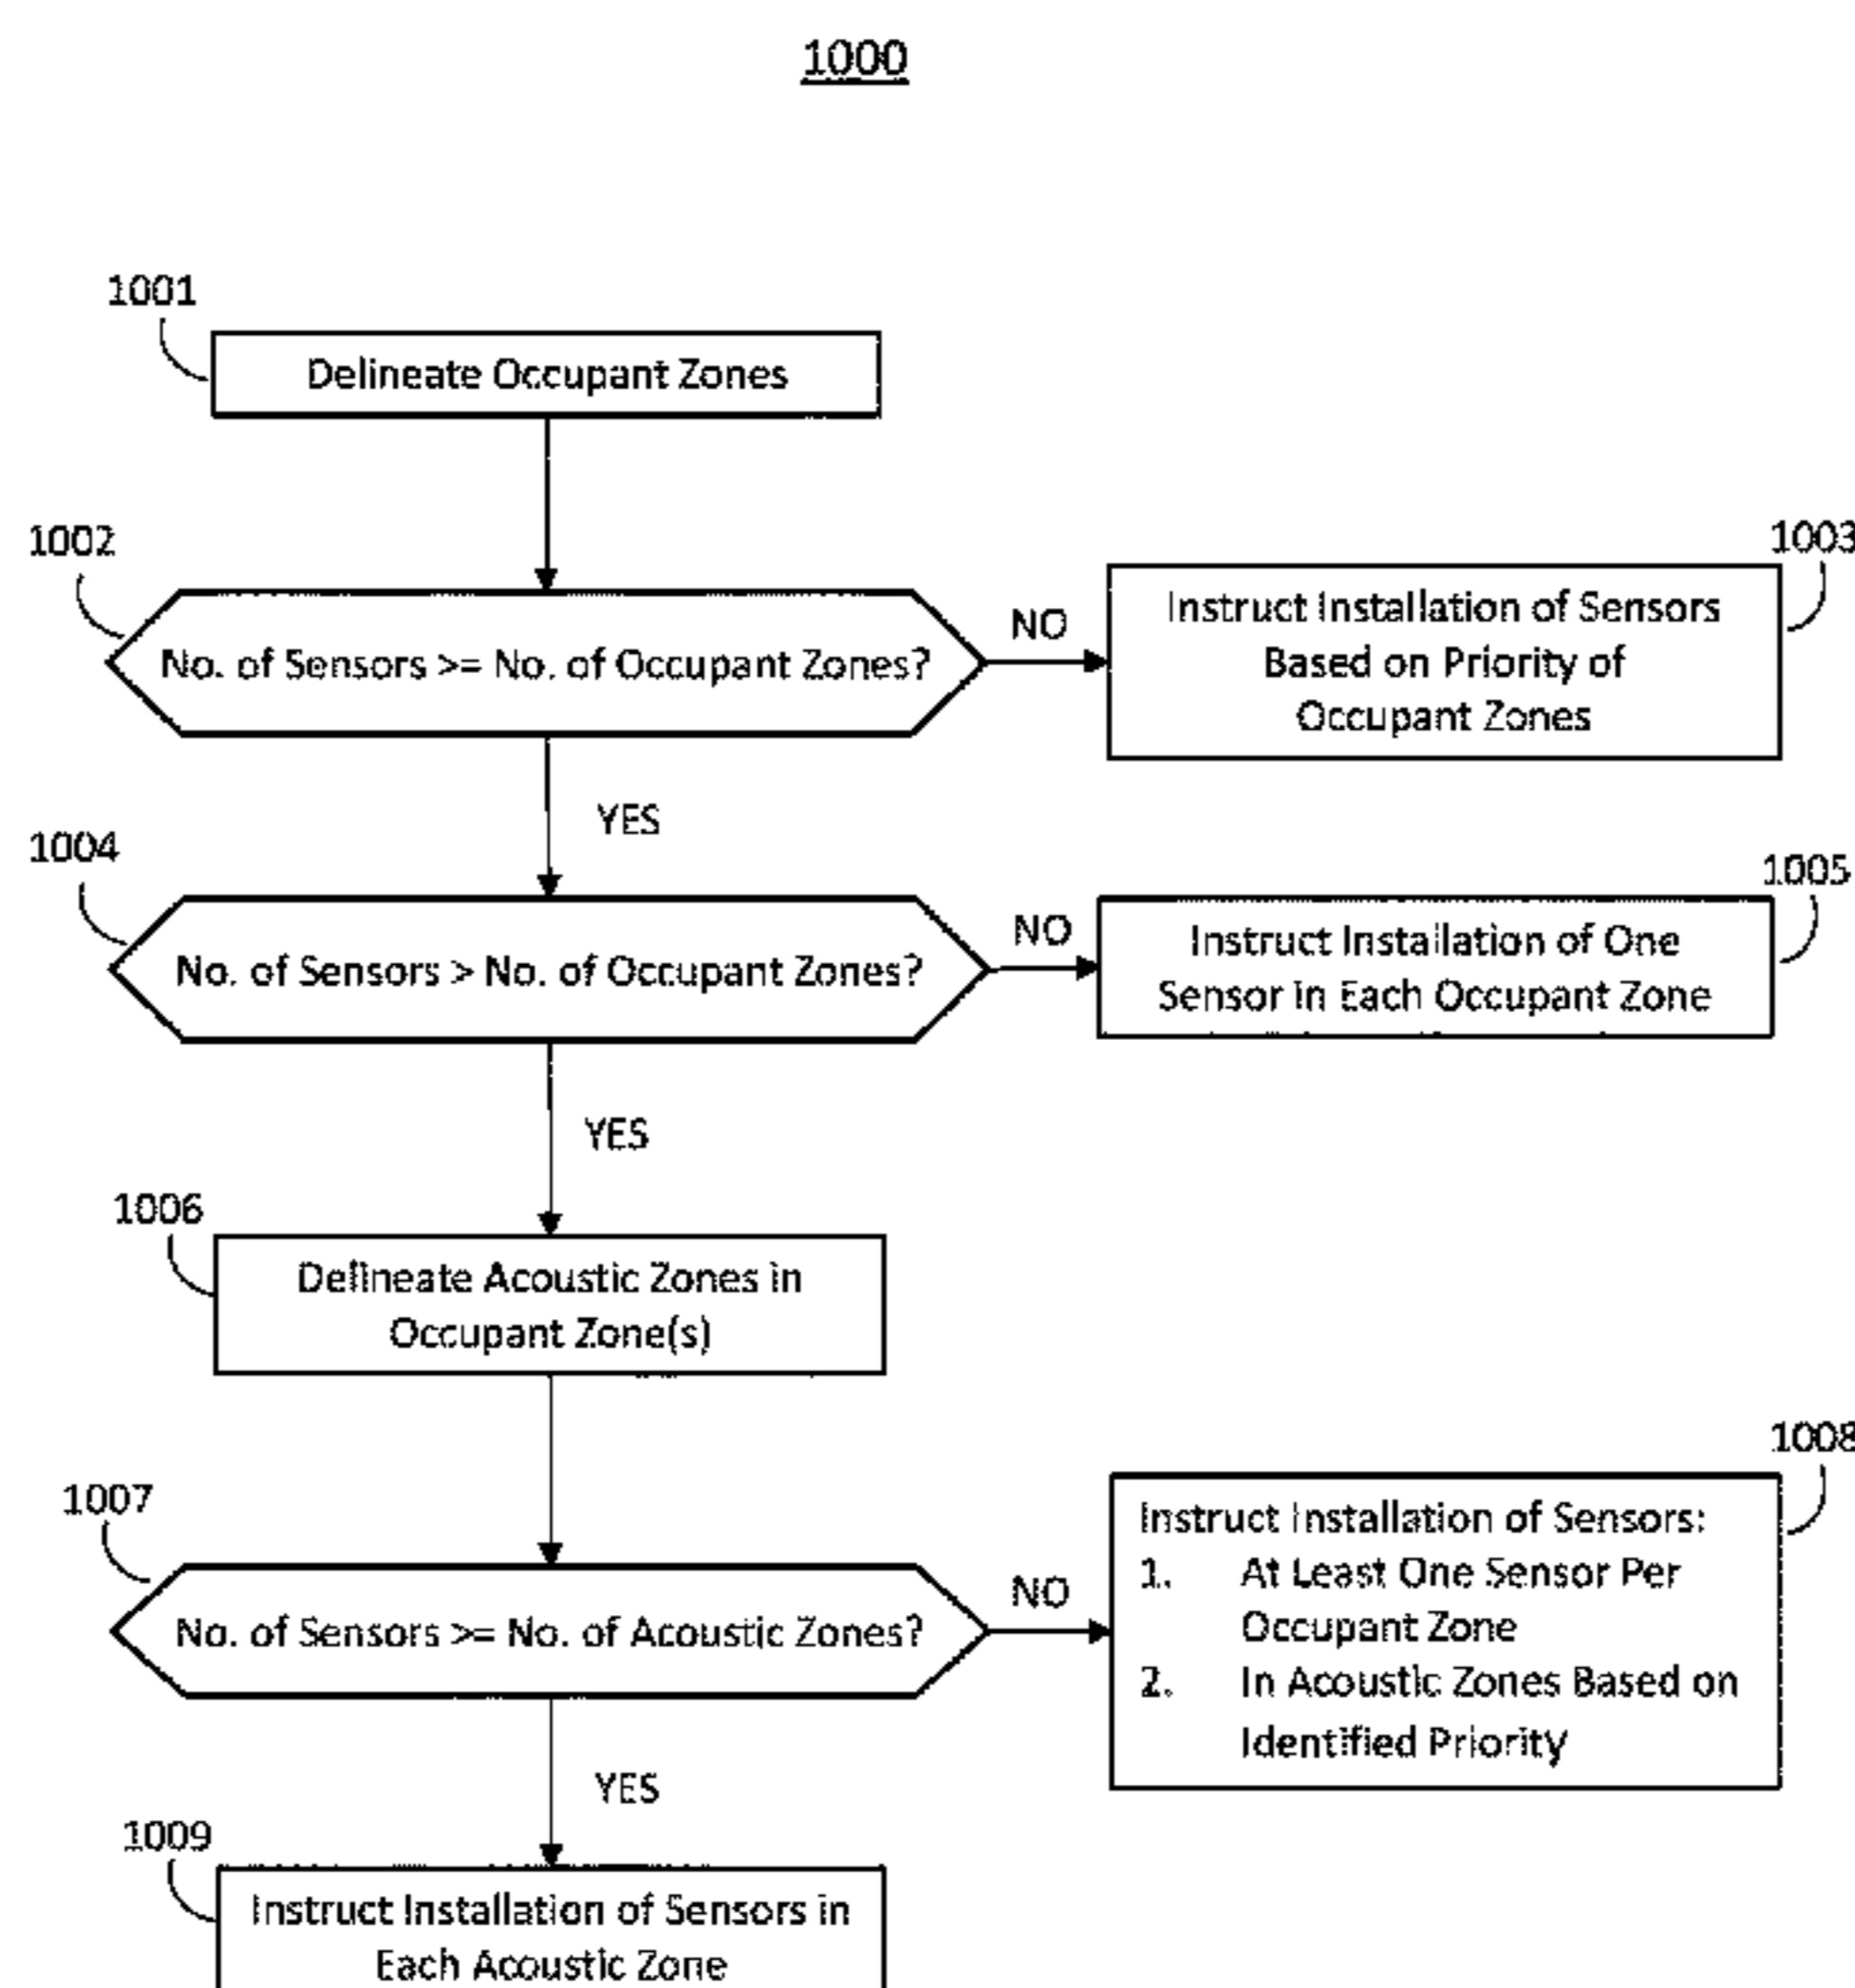 1000
1001
Delineate Occupant Zones
1002
No. of Sensors >= No. of Occupant Zones?
NO
1003
Instruct Installation of Sensors
Based on Priority of
Occupant Zones
YES
1004
No. of Sensors > No. of Occupant Zones?
NO
1005
Instruct Installation of One
Sensor in Each Occupant Zone
YES
1006
Delineate Acoustic Zones in
Occupant Zone(s)
1007
No. of Sensors >= No. of Acoustic Zones?
NO
1008
Instruct Installation of Sensors:
1. At Least One Sensor Per
Occupant Zone
2. In Acoustic Zones Based on
Identified Priority
YES
1009
Instruct Installation of Sensors in
Each Acoustic Zone